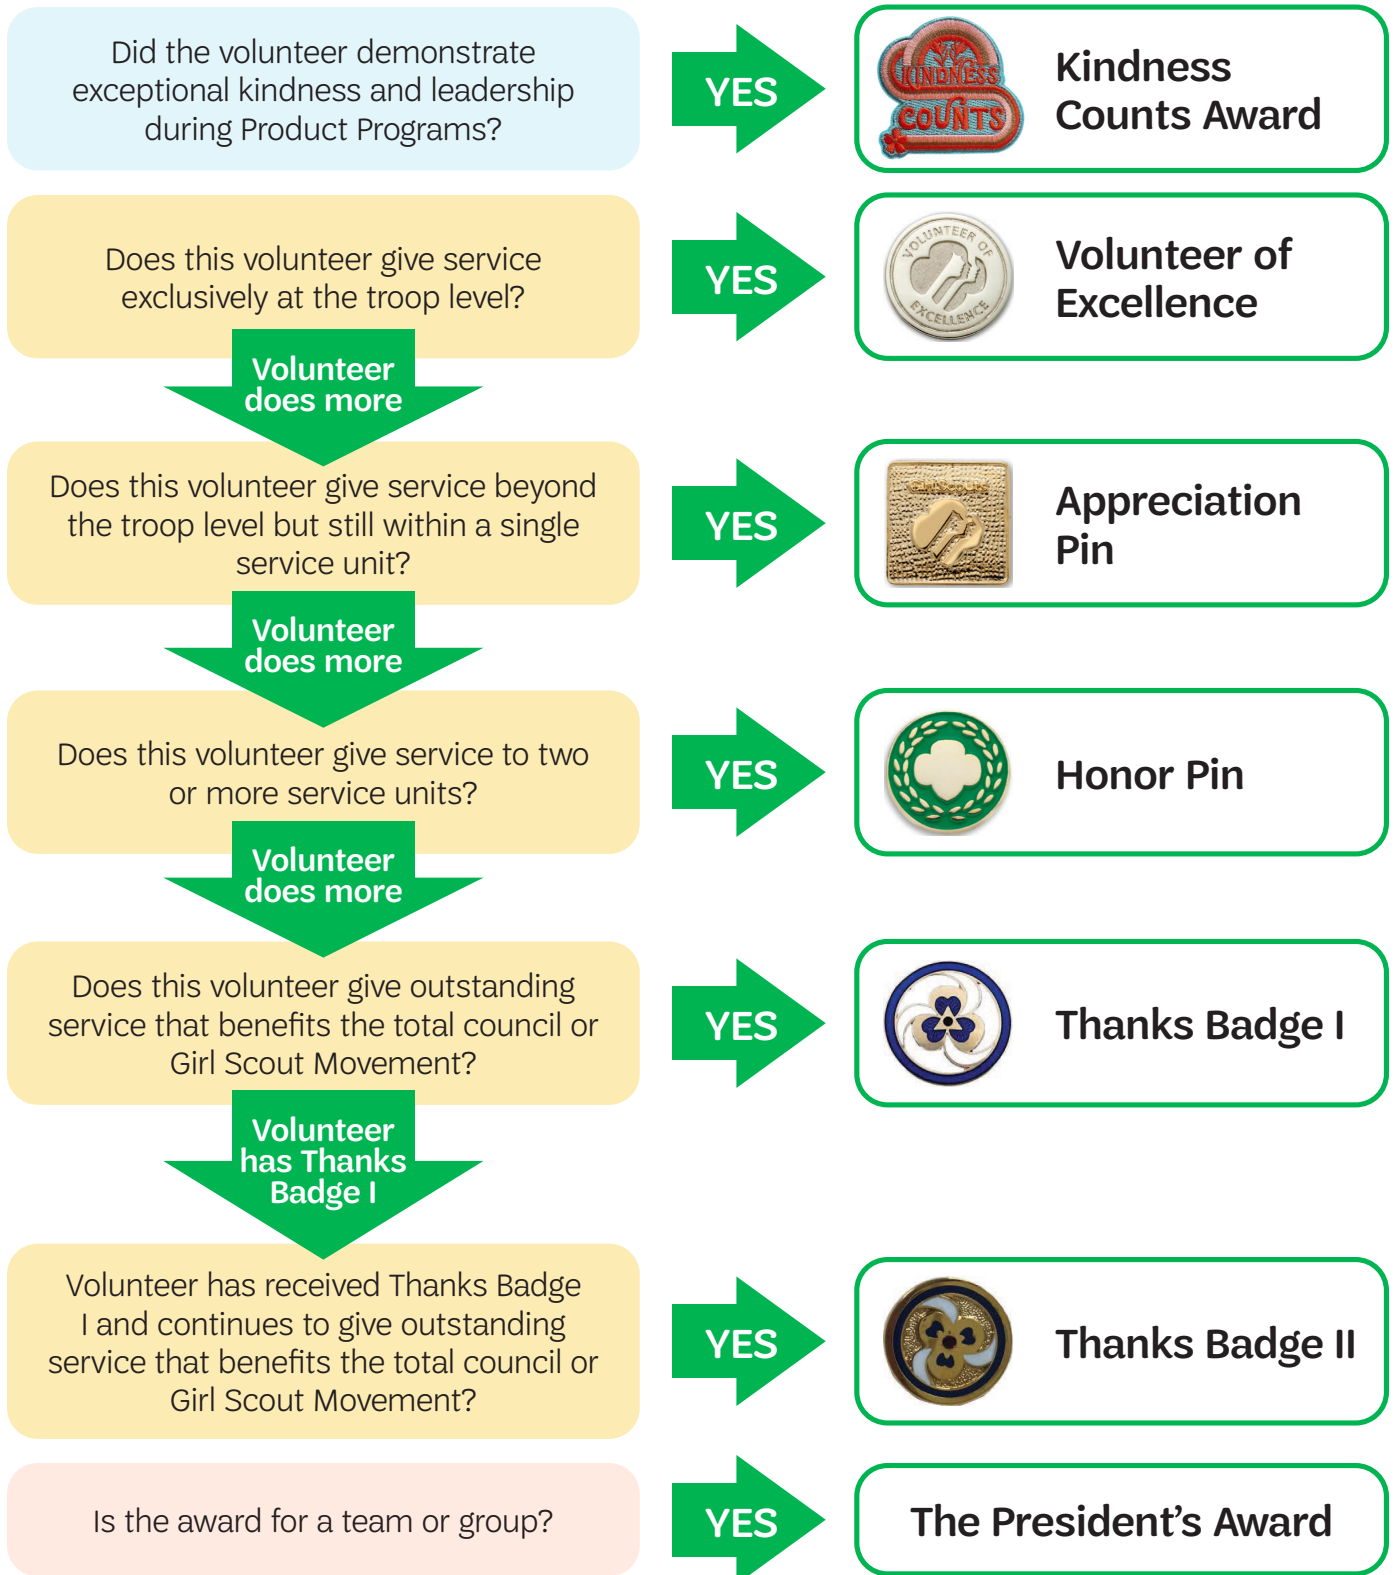 Did the volunteer demonstrate
exceptional kindness and leadership
during Product Programs?
YES
KINDNESS
COUNTS
Kindness
Counts Award
Does this volunteer give service
exclusively at the troop level?
YES
VOLUNTEER OF
EXCELLENCE
Volunteer of
Excellence
Volunteer
does more
Does this volunteer give service beyond
the troop level but still within a single
service unit?
YES
Girl Scouts
Appreciation
Pin
Volunteer
does more
Does this volunteer give service to two
or more service units?
YES
Honor Pin
Volunteer
does more
Does this volunteer give outstanding
service that benefits the total council or
Girl Scout Movement?
YES
Thanks Badge I
Volunteer
has Thanks
Badge I
Volunteer has received Thanks Badge
I and continues to give outstanding
service that benefits the total council or
Girl Scout Movement?
YES
Thanks Badge II
Is the award for a team or group?
YES
The President’s Award